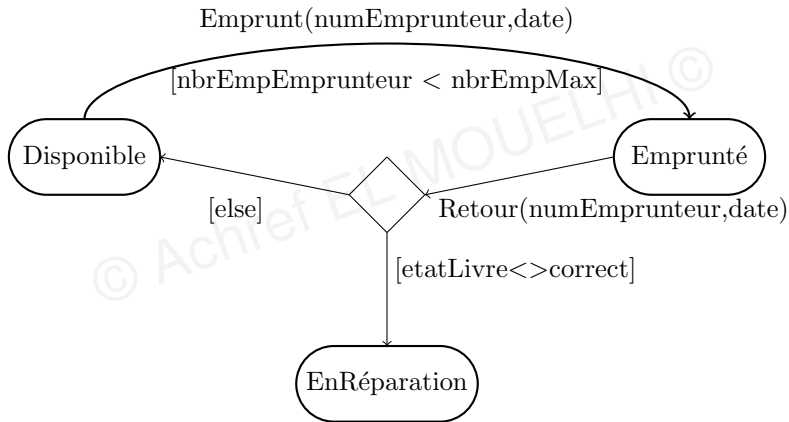 Emprunt(numEmprunteur,date)
[nbrEmpEmprunteur < nbrEmpMax]
Disponible
Emprunté
[else]
Retour(numEmprunteur,date)
[etatLivre<>correct]
EnRéparation
© Achref EL MOUELHI ©